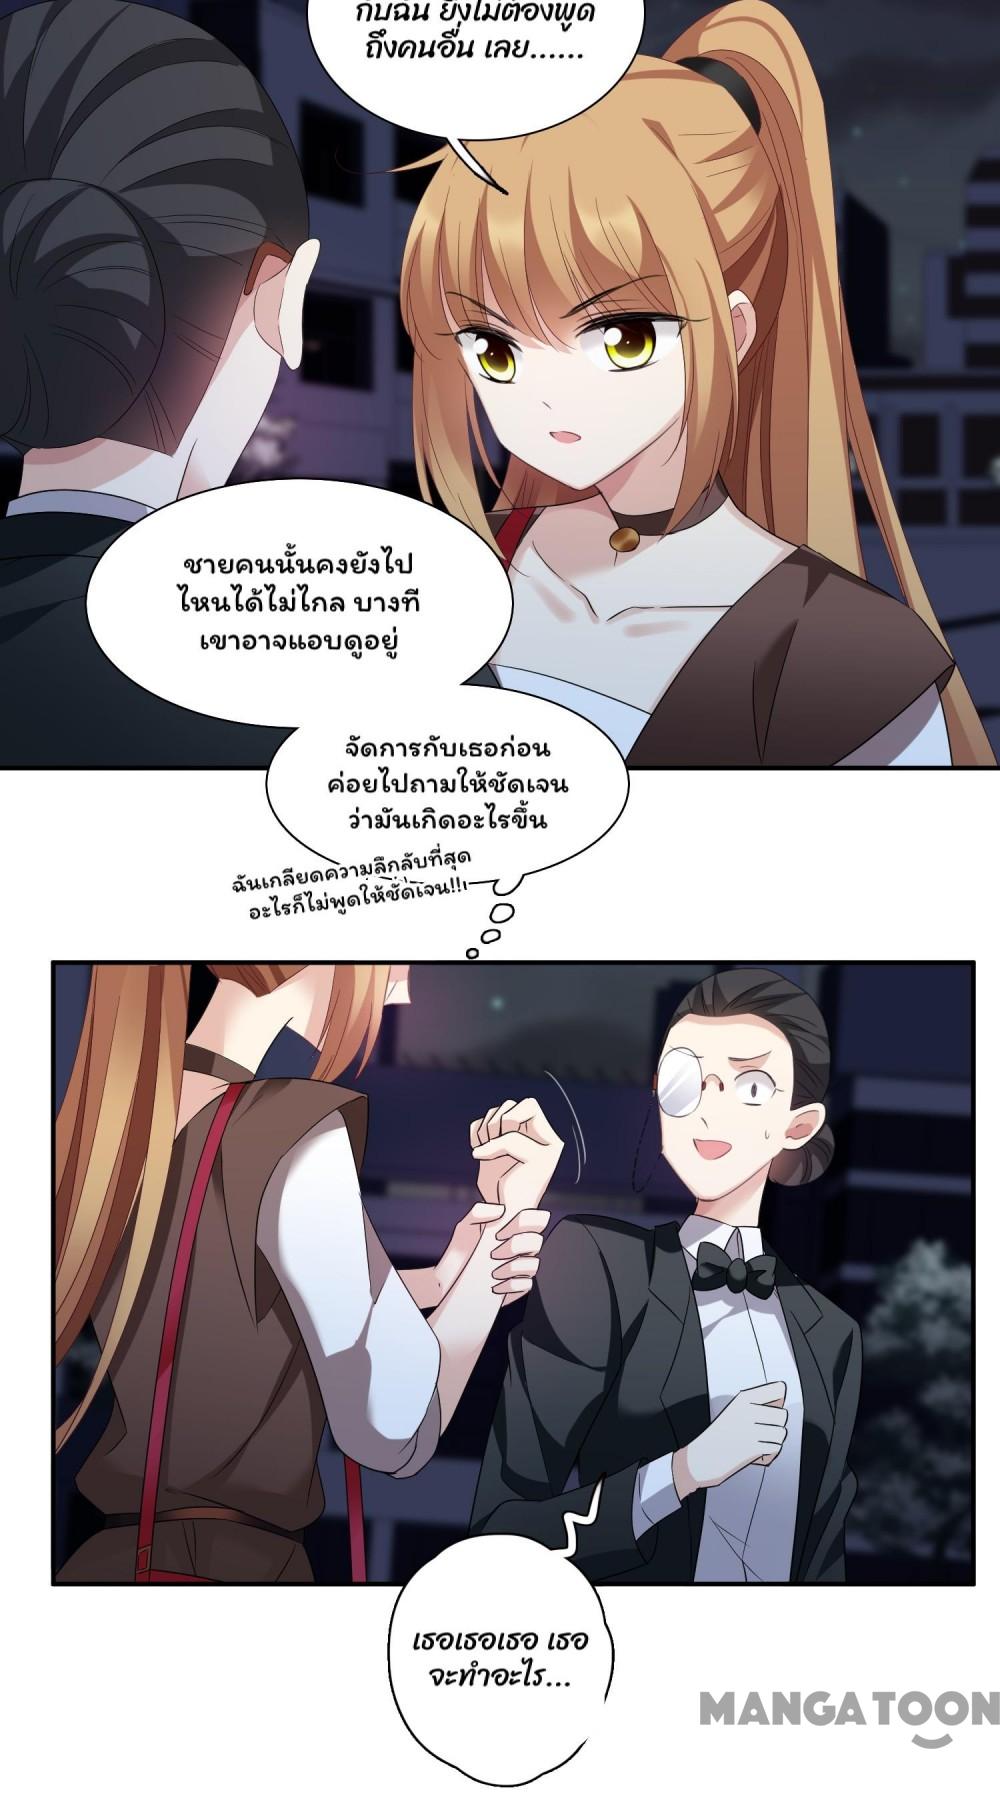 กับฉัน ยังไม่ต้องพูด
ถึงคนอื่น เลย......
ชายคนนั้นคงยังไป
ไหนได้ไม่ไกล บางที
เขาอาจแอบดูอยู่
จัดการกับเธอก่อน
ค่อยไปถามให้ชัดเจน
ว่ามันเกิดอะไรขึ้น
ฉันเกลียดความลึกลับที่สุด
อะไรก็ไม่พูดให้ชัดเจน!!
เธอเธอเธอ เธอ
จะทำอะไร...
MANGATOON